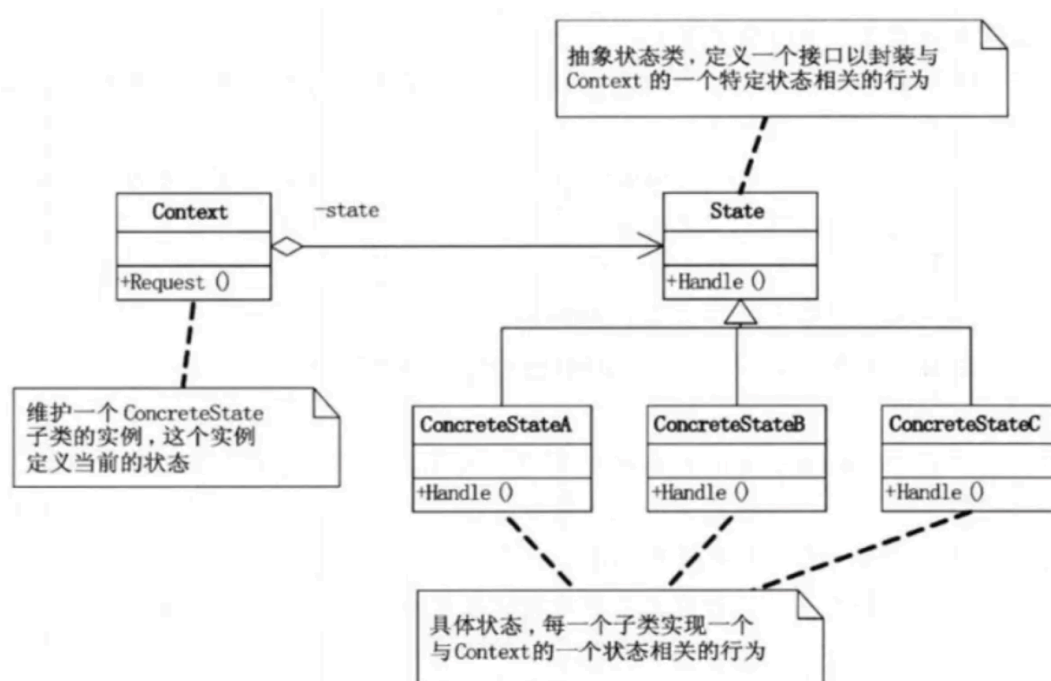 抽象状态类，定义一个接口以封装与
Context 的一个特定状态相关的行为
Context
-state
State
+Request()
+Handle()
维护一个 ConcreteState
子类的实例，这个实例
定义当前的状态
ConcreteStateA
ConcreteStateB
ConcreteStateC
+Handle()
+Handle()
+Handle()
具体状态，每一个子类实现一个
与Context的一个状态相关的行为